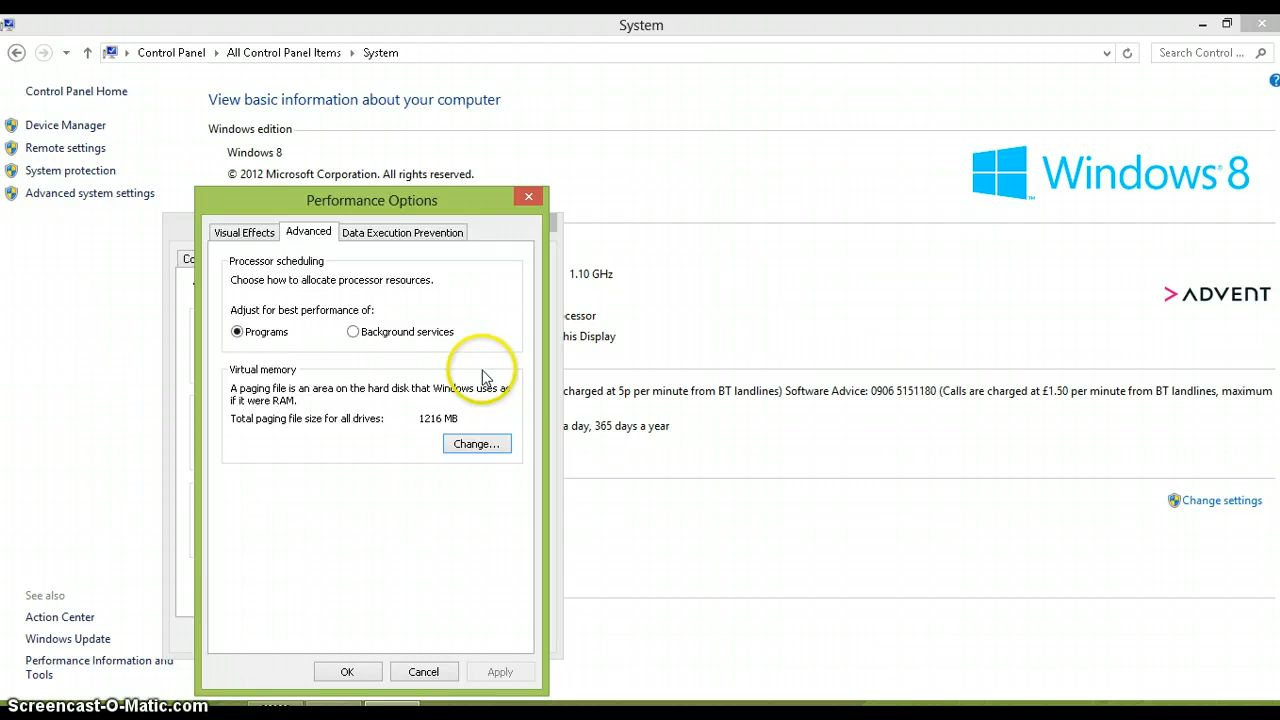 System
Control Panel
All Control Panel Items
System
Search Control ...
Control Panel Home
Device Manager
Remote settings
System protection
Advanced system settings
View basic information about your computer
Windows edition
Windows 8
© 2012 Microsoft Corporation. All rights reserved.
Windows 8
Performance Options
Visual Effects
Advanced
Data Execution Prevention
Co
Processor scheduling
Choose how to allocate processor resources.
Adjust for best performance of:
Programs
Background services
Virtual memory
A paging file is an area on the hard disk that Windows uses as
if it were RAM.
Total paging file size for all drives: 1216 MB
Change...
OK
Cancel
Apply
1.10 GHz
ADVENT
cessor
his Display
charged at 5p per minute from BT landlines) Software Advice: 0906 5151180 (Calls are charged at £1.50 per minute from BT landlines, maximum
a day, 365 days a year
Change settings
See also
Action Center
Windows Update
Performance Information and
Tools
Screencast-O-Matic.com